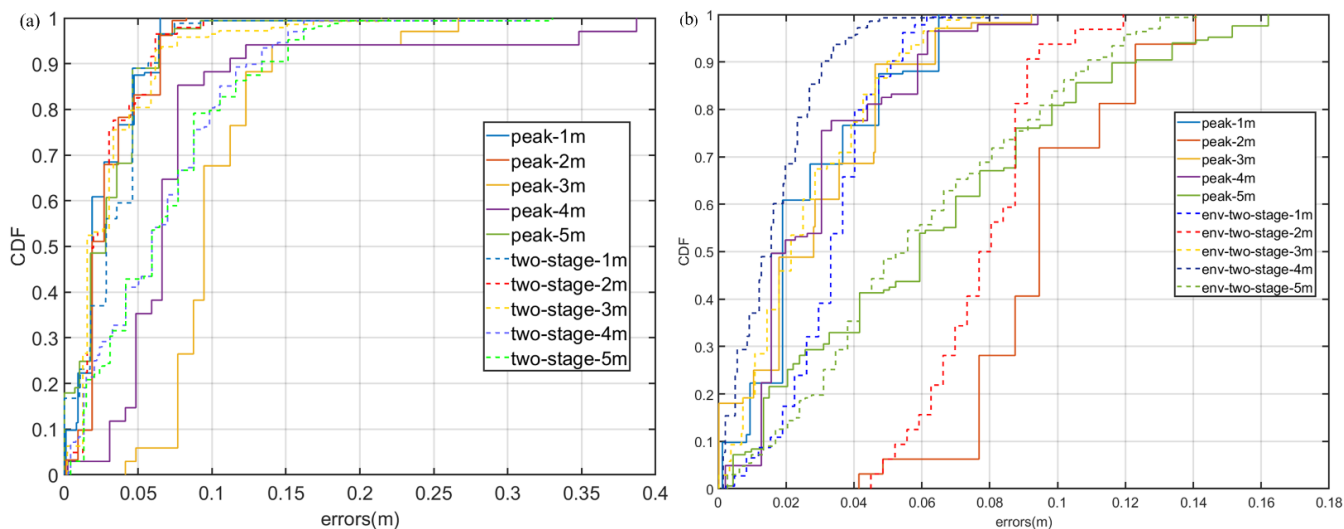 (a)
1
0.9
0.8
0.7
0.6
0.5
0.4
0.3
0.2
0.1
0
CDF
0 0.05 0.1 0.15 0.2 0.25 0.3 0.35 0.4
errors(m)
peak-1m
peak-2m
peak-3m
peak-4m
peak-5m
two-stage-1m
two-stage-2m
two-stage-3m
two-stage-4m
two-stage-5m
(b)
1
0.9
0.8
0.7
0.6
0.5
0.4
0.3
0.2
0.1
0
CDF
0 0.02 0.04 0.06 0.08 0.1 0.12 0.14 0.16 0.18
errors(m)
peak-1m
peak-2m
peak-3m
peak-4m
peak-5m
env-two-stage-1m
env-two-stage-2m
env-two-stage-3m
env-two-stage-4m
env-two-stage-5m